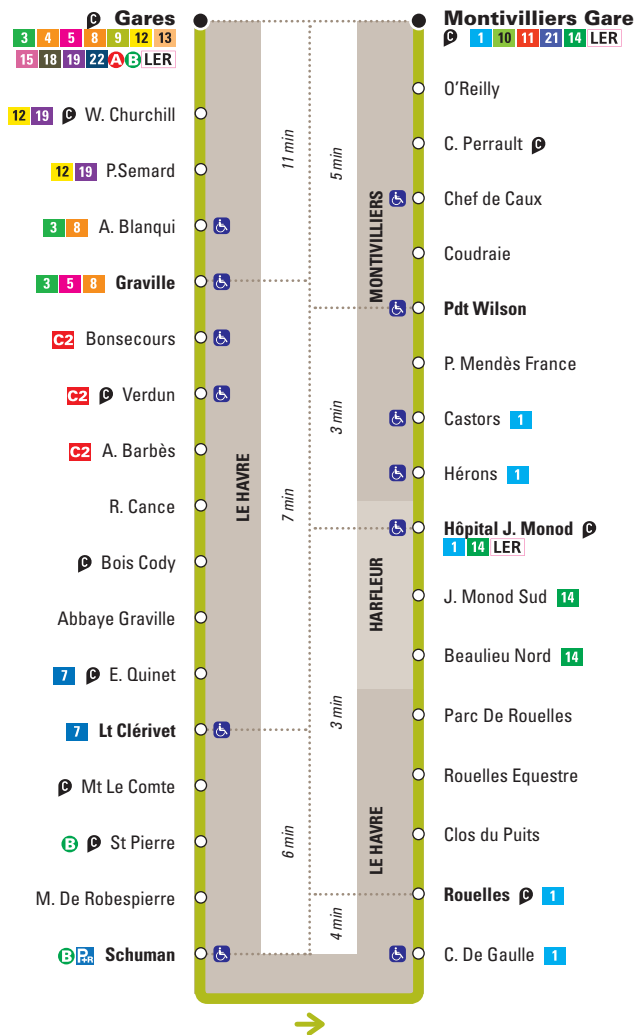 C Gares
3 4 5 8 9 12 13
15 18 19 22 A B LER
12 19 C W. Churchill
12 19 P.Semard
3 8 A. Blanqui
3 5 8 Graville
C2 Bonsecours
C2 C Verdun
C2 A. Barbès
R. Cance
C Bois Cody
Abbaye Graville
7 C E. Quinet
7 Lt Clérivet
C Mt Le Comte
B C St Pierre
M. De Robespierre
B P+R Schuman
LE HAVRE
11 min
7 min
6 min
5 min
3 min
3 min
4 min
MONTIVILLIERS
HARFLEUR
LE HAVRE
Montivilliers Gare
C 1 10 11 21 14 LER
O'Reilly
C. Perrault C
Chef de Caux
Coudraie
Pdt Wilson
P. Mendès France
Castors 1
Hérons 1
Hôpital J. Monod C
1 14 LER
J. Monod Sud 14
Beaulieu Nord 14
Parc De Rouelles
Rouelles Equestre
Clos du Puits
Rouelles C 1
C. De Gaulle 1